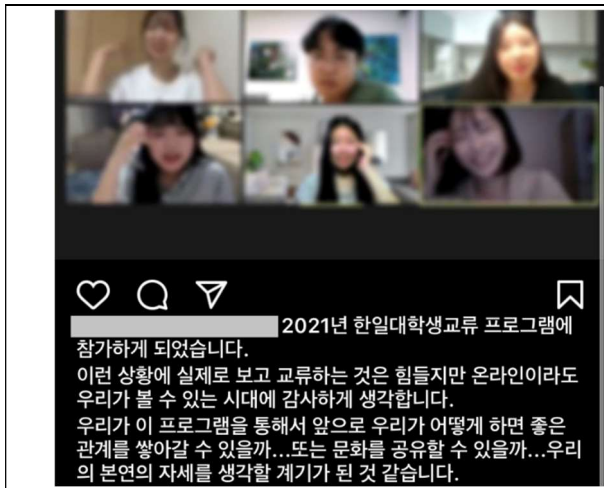 2021년 한일대학생교류 프로그램에
참가하게 되었습니다.
이런 상황에 실제로 보고 교류하는 것은 힘들지만 온라인이라도
우리가 볼 수 있는 시대에 감사하게 생각합니다.
우리가 이 프로그램을 통해서 앞으로 우리가 어떻게 하면 좋은
관계를 쌓아갈 수 있을까...또는 문화를 공유할 수 있을까...우리
의 본연의 자세를 생각할 계기가 된 것 같습니다.